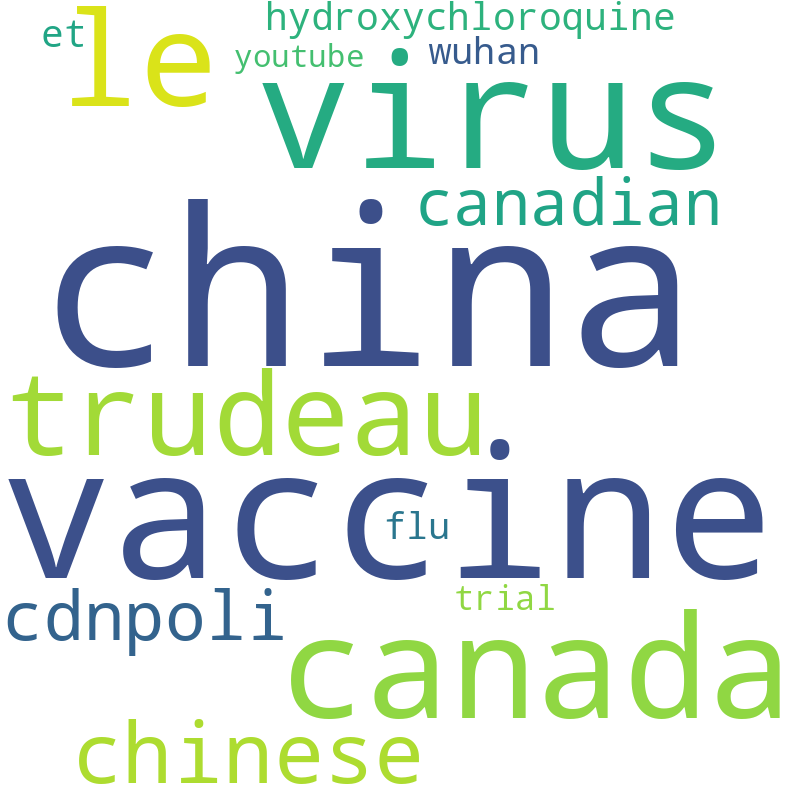 hydroxychloroquine
et
le
youtube
wuhan
virus
canadian
china
trudeau
vaccine
flu
cdnpoli
trial
canada
chinese